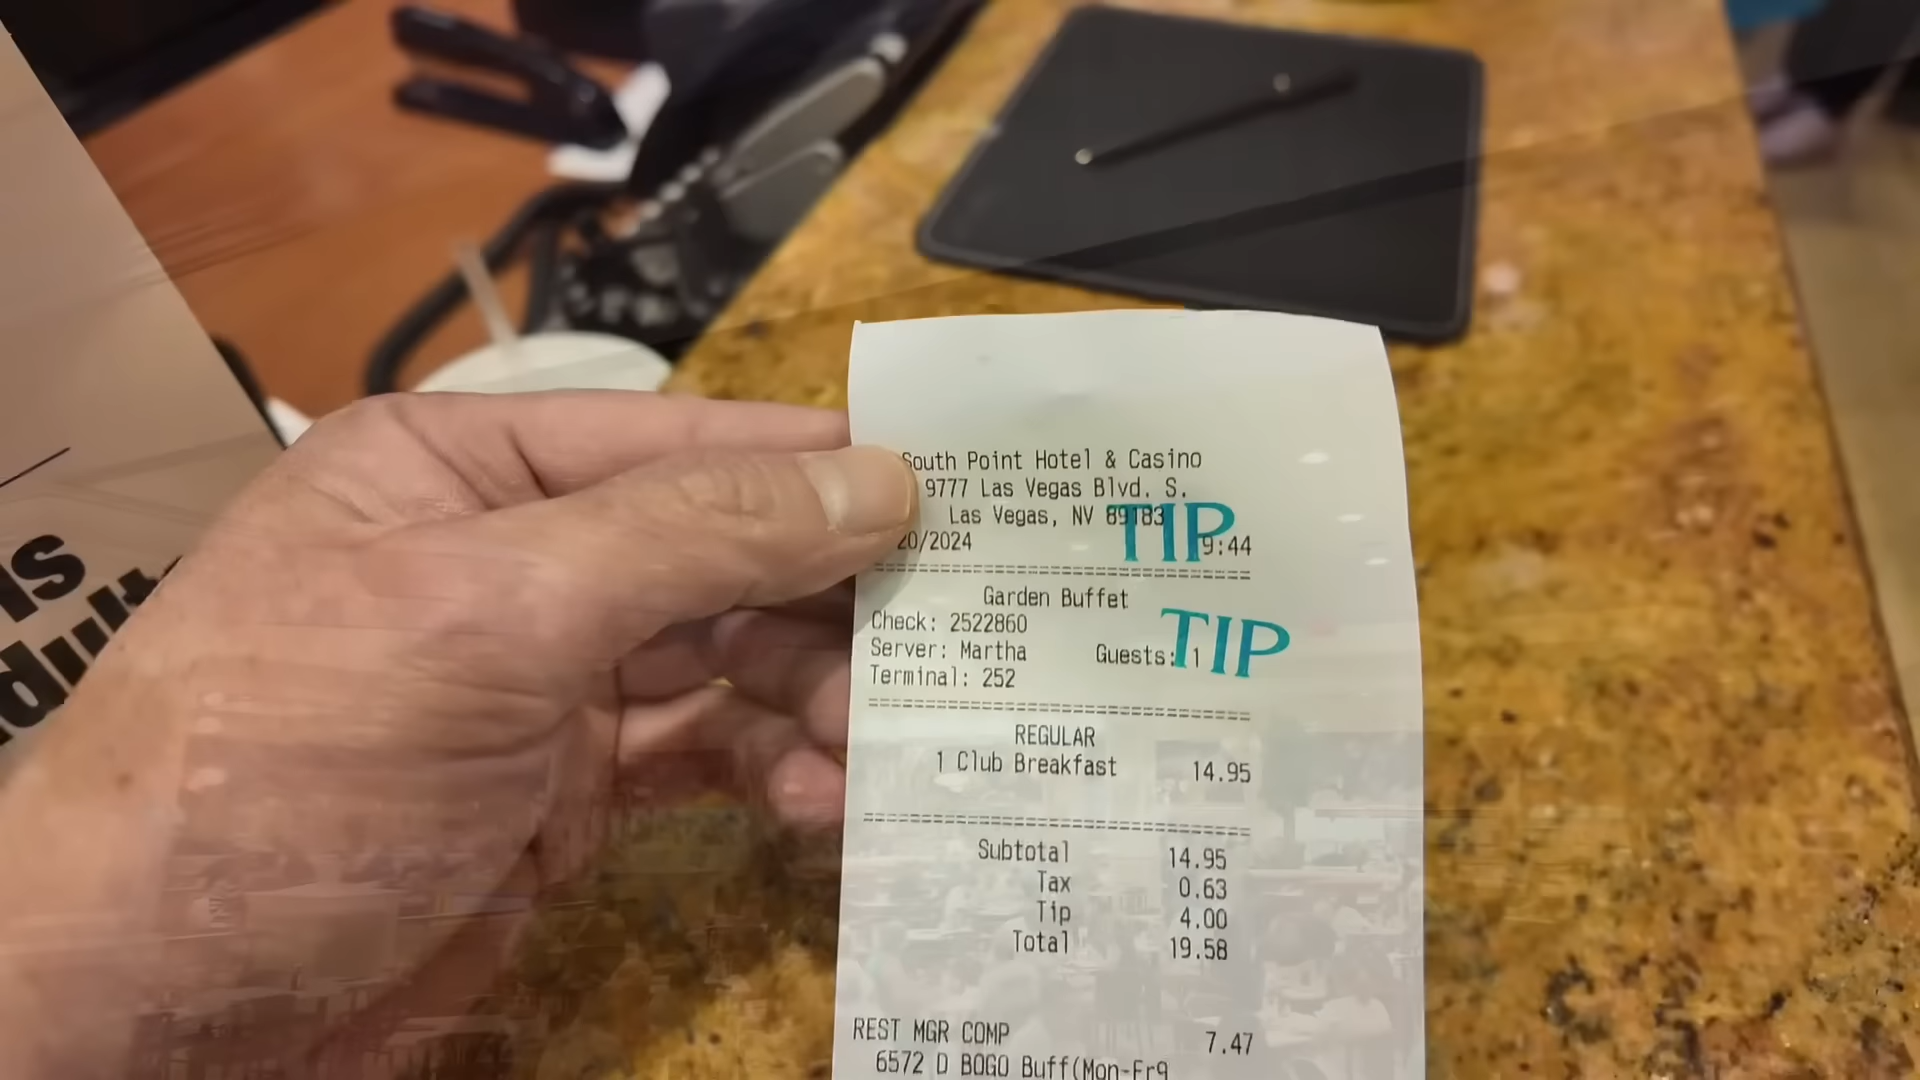 South Point Hotel & Casino
9777 Las Vegas Blvd. S.
Las Vegas, NV 89183
20/2024 TIP 9:44
Garden Buffet
Check: 2522860 TIP
Server: Martha Guests: 1
Terminal: 252
REGULAR
1 Club Breakfast 14.95
Subtotal 14.95
Tax 0.63
Tip 4.00
Total 19.58
REST MGR COMP 7.47
6572 D BOGO Buff(Mon-Fr9
is